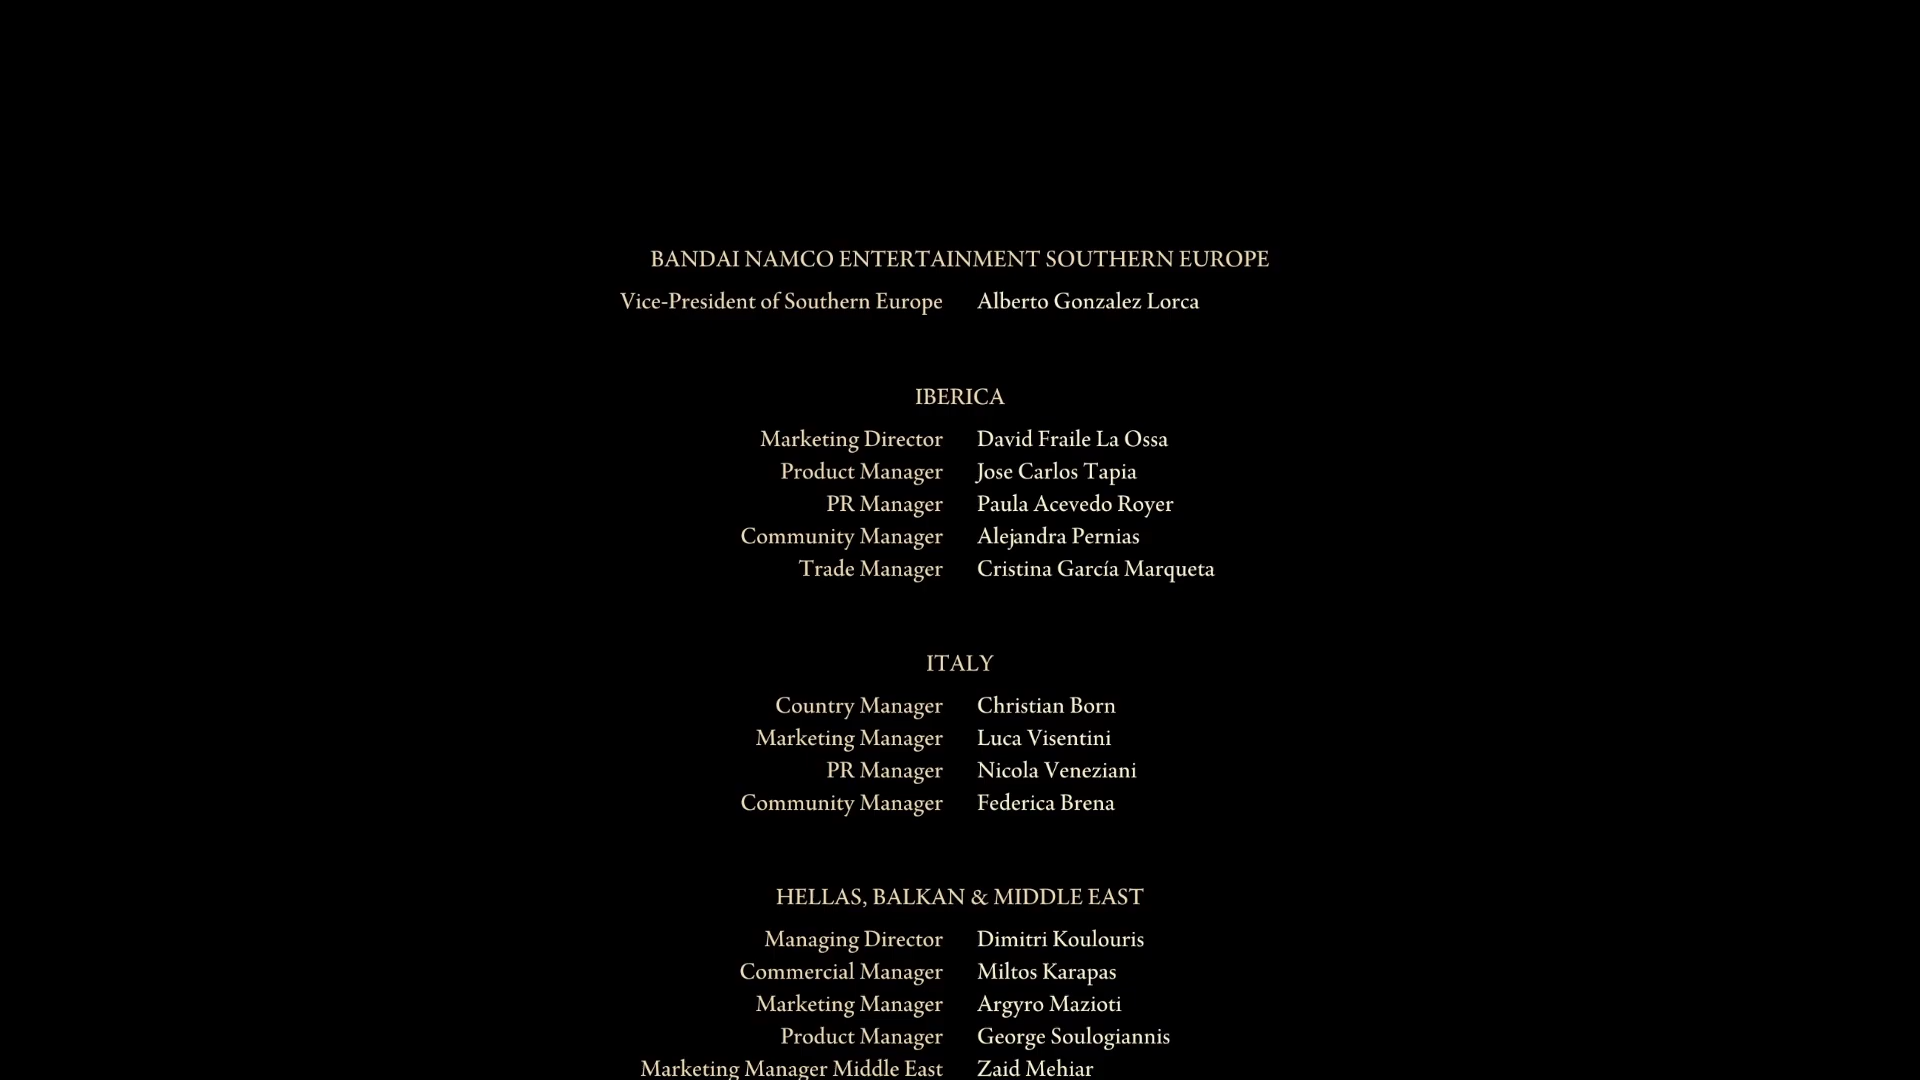 BANDAI NAMCO ENTERTAINMENT SOUTHERN EUROPE
Vice-President of Southern Europe Alberto Gonzalez Lorca
IBERICA
Marketing Director David Fraile La Ossa
Product Manager Jose Carlos Tapia
PR Manager Paula Acevedo Royer
Community Manager Alejandra Pernias
Trade Manager Cristina García Marqueta
ITALY
Country Manager Christian Born
Marketing Manager Luca Visentini
PR Manager Nicola Veneziani
Community Manager Federica Brena
HELLAS, BALKAN & MIDDLE EAST
Managing Director Dimitri Koulouris
Commercial Manager Miltos Karapas
Marketing Manager Argyro Mazioti
Product Manager George Soulogiannis
Marketing Manager Middle East Zaid Mehiar